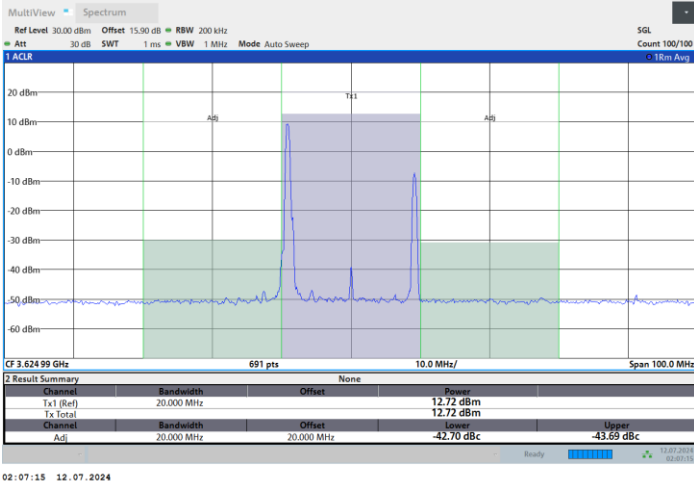 MultiView Spectrum
Ref Level 30.00 dBm Offset 15.90 dB RBW 200 kHz SGL
Att 30 dB SWT 1 ms VBW 1 MHz Mode Auto Sweep Count 100/100
1 ACLR 1Rm Avg
20 dBm
Tx1
10 dBm
Adj Adj
0 dBm
-10 dBm
-20 dBm
-30 dBm
-40 dBm
-50 dBm
-60 dBm
CF 3.624 99 GHz 691 pts 10.0 MHz/ Span 100.0 MHz
2 Result Summary None
Channel Bandwidth Offset Power
Tx1 (Ref) 20.000 MHz 12.72 dBm
Tx Total 12.72 dBm
Channel Bandwidth Offset Lower Upper
Adj 20.000 MHz 20.000 MHz -42.70 dBc -43.69 dBc
Ready 12.07.2024
02:07:15
02:07:15 12.07.2024